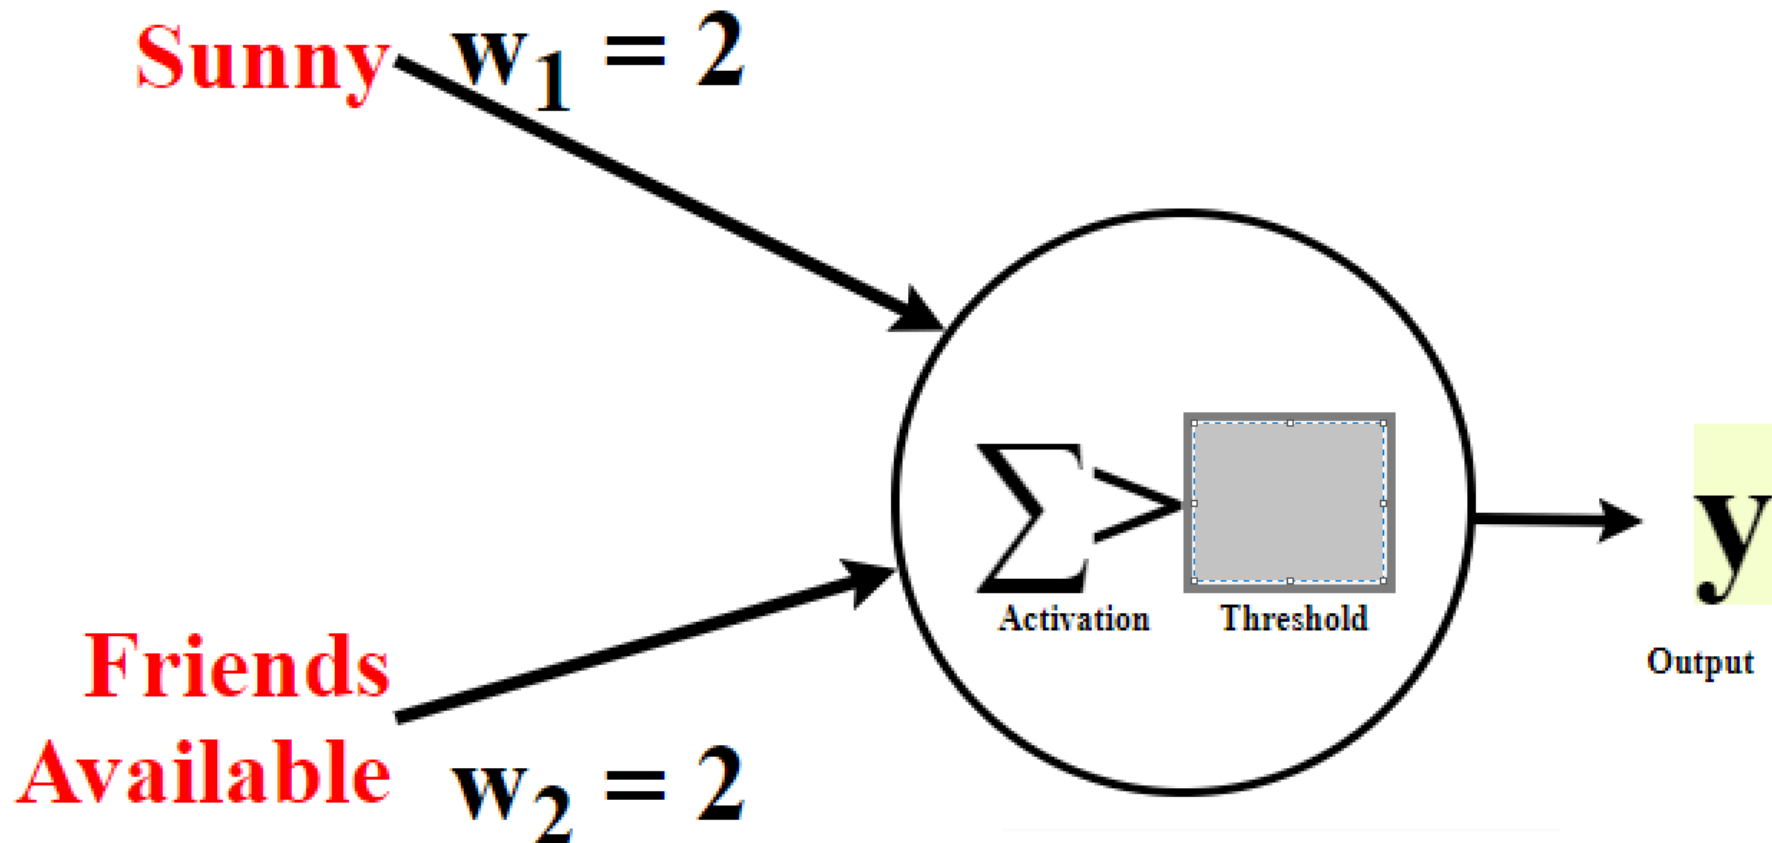 Sunny
w₁ = 2
∑ >
Activation
Threshold
y
Output
Friends
Available
w₂ = 2